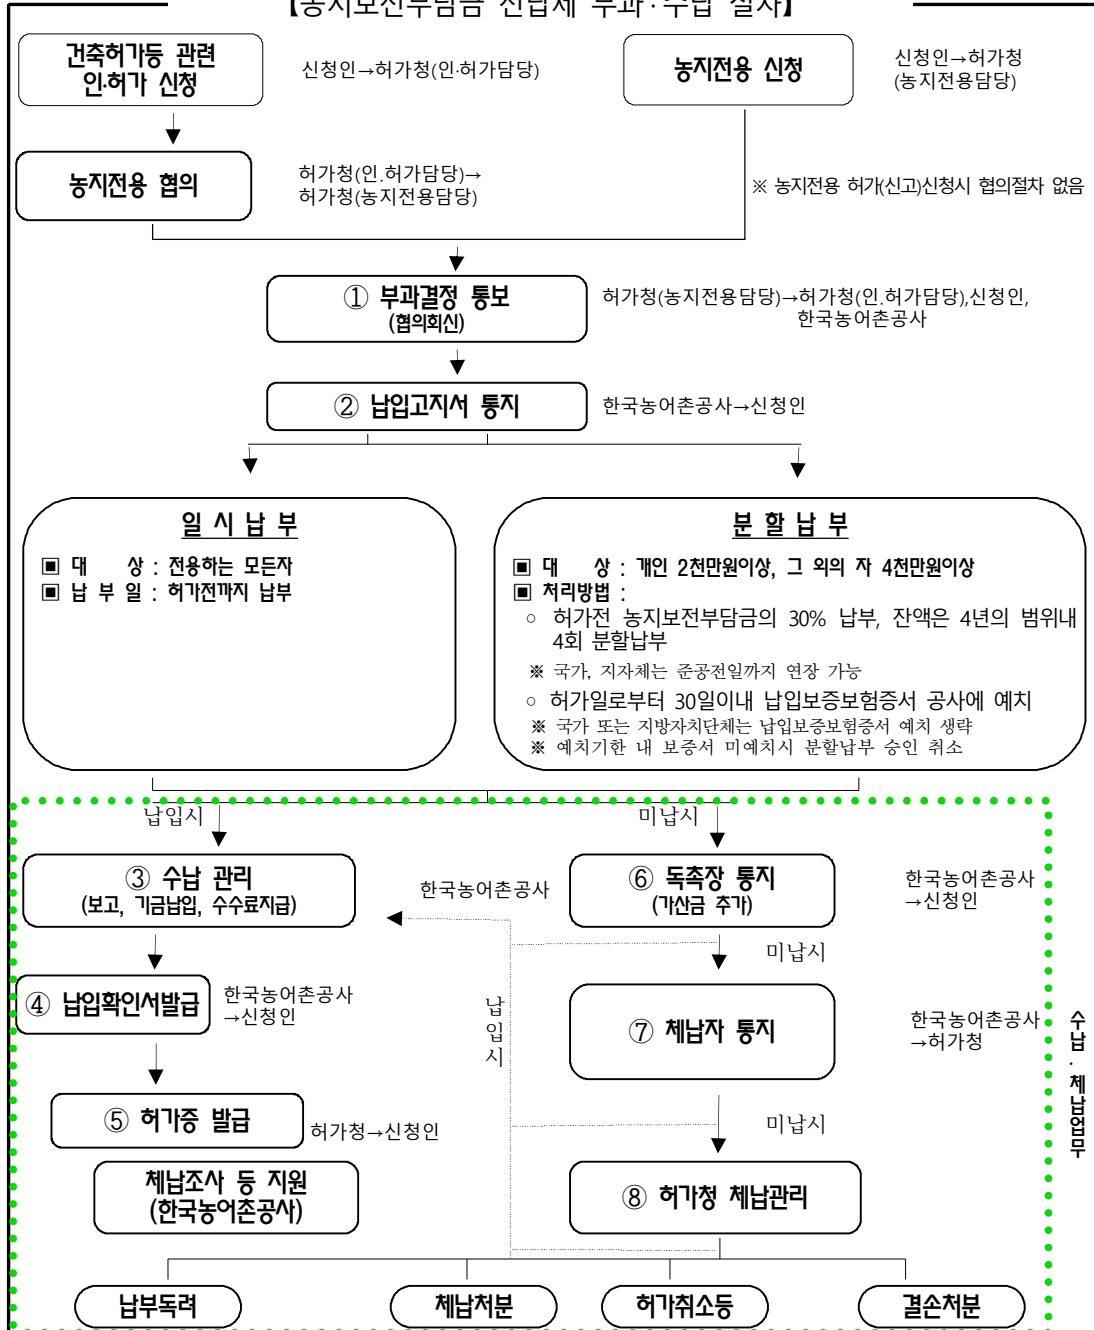 【농지보전부담금 선납제 부과·수납 절차】
건축허가등 관련
인·허가 신청
신청인→허가청(인·허가담당)
농지전용 신청
신청인→허가청
(농지전용담당)
농지전용 협의
허가청(인.허가담당)→
허가청(농지전용담당)
※ 농지전용 허가(신고)신청시 협의절차 없음
① 부과결정 통보
(협의회신)
허가청(농지전용담당)→허가청(인.허가담당),신청인,
한국농어촌공사
② 납입고지서 통지
한국농어촌공사→신청인
일 시 납 부
▣ 대 상 : 전용하는 모든자
▣ 납 부 일 : 허가전까지 납부
분 할 납 부
▣ 대 상 : 개인 2천만원이상, 그 외의 자 4천만원이상
▣ 처리방법 :
○ 허가전 농지보전부담금의 30% 납부, 잔액은 4년의 범위내
4회 분할납부
※ 국가, 지자체는 준공전일까지 연장 가능
○ 허가일로부터 30일이내 납입보증보험증서 공사에 예치
※ 국가 또는 지방자치단체는 납입보증보험증서 예치 생략
※ 예치기한 내 보증서 미예치시 분할납부 승인 취소
납입시
미납시
③ 수납 관리
(보고, 기금납입, 수수료지급)
한국농어촌공사
⑥ 독촉장 통지
(가산금 추가)
한국농어촌공사
→신청인
미납시
④ 납입확인서발급
한국농어촌공사
→신청인
납입시
⑦ 체납자 통지
한국농어촌공사
→허가청
수납·체납업무
⑤ 허가증 발급
허가청→신청인
미납시
체납조사 등 지원
(한국농어촌공사)
⑧ 허가청 체납관리
납부독려
체납처분
허가취소등
결손처분